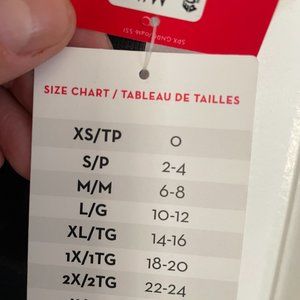 SIZE CHART / TABLEAU DE TAILLES
XS/TP 0
S/P 2-4
M/M 6-8
L/G 10-12
XL/TG 14-16
1X/1TG 18-20
2X/2TG 22-24